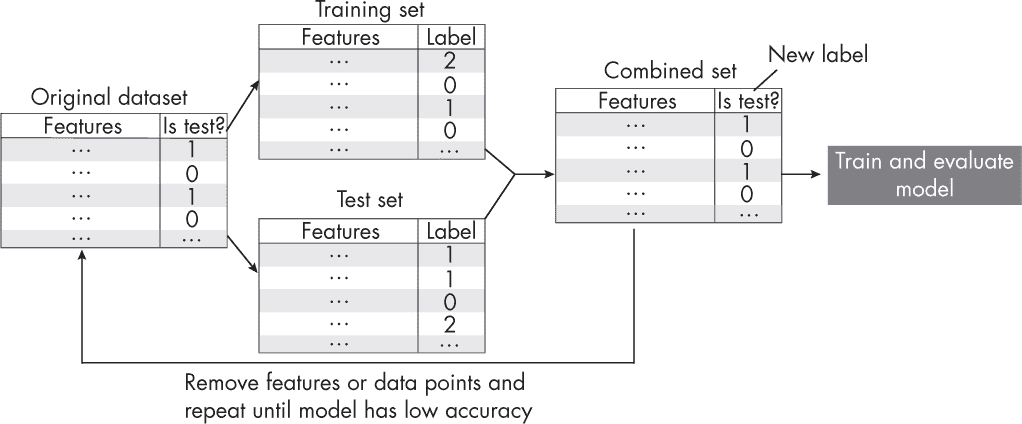 Original dataset
Features Is test?
... 1
... 0
... 1
... 0
... ...
Training set
Features Label
... 2
... 0
... 1
... 0
... ...
Test set
Features Label
... 1
... 1
... 0
... 2
... ...
Combined set
New label
Features Is test?
... 1
... 0
... 1
... 0
... ...
Train and evaluate
model
Remove features or data points and
repeat until model has low accuracy